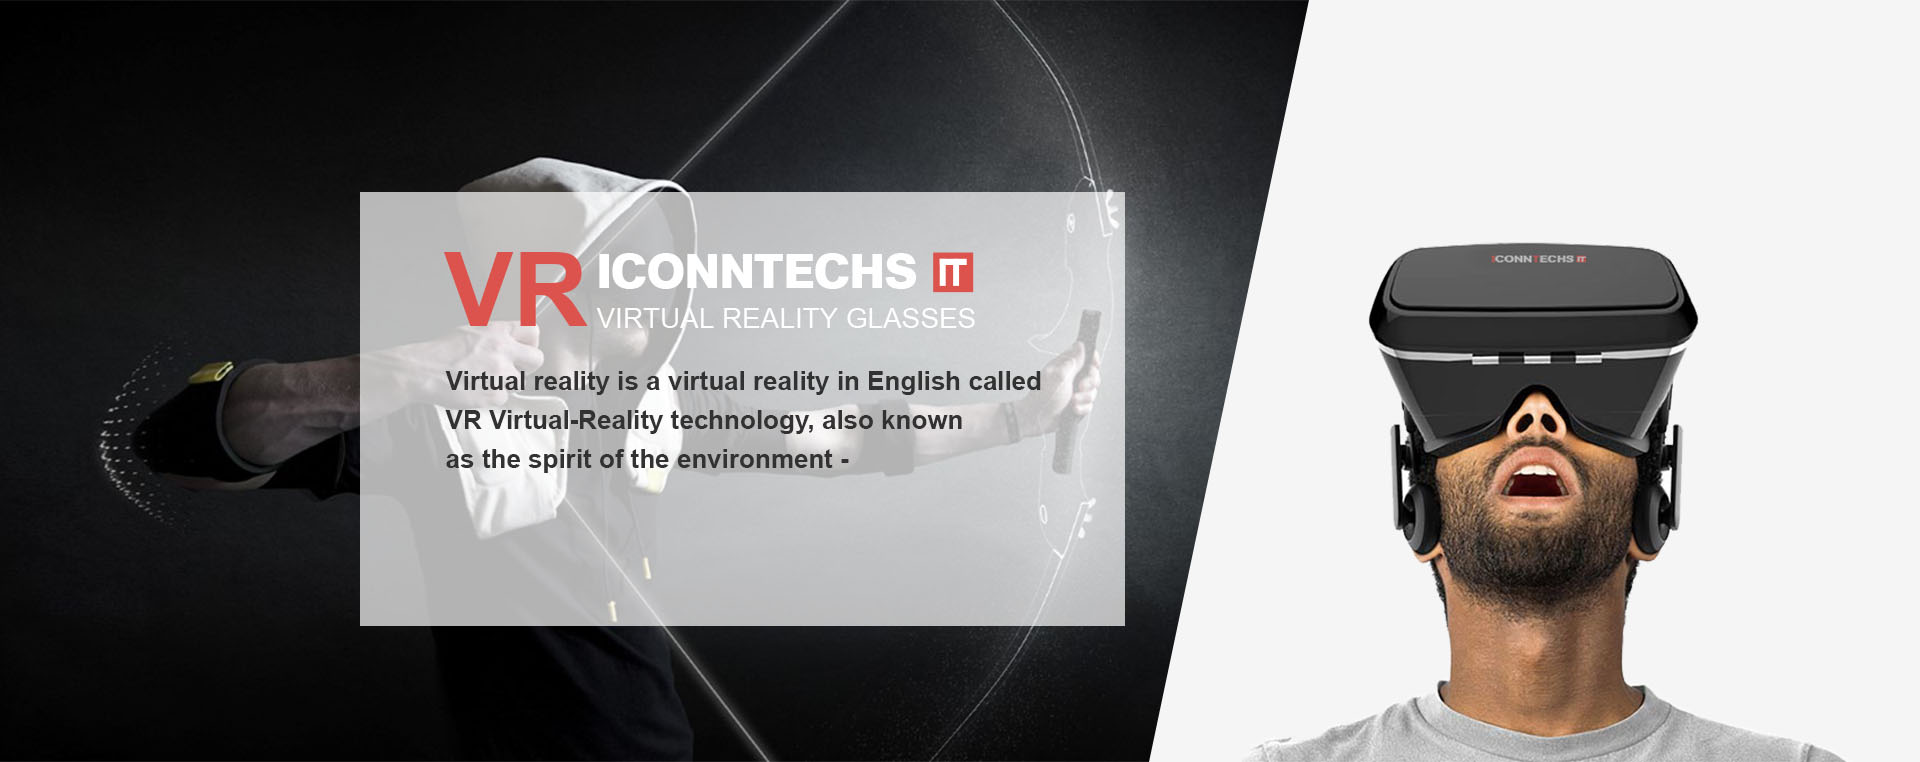 VR ICONNTECHS IT
VIRTUAL REALITY GLASSES
Virtual reality is a virtual reality in English called
VR Virtual-Reality technology, also known
as the spirit of the environment -
ICONNTECHS IT